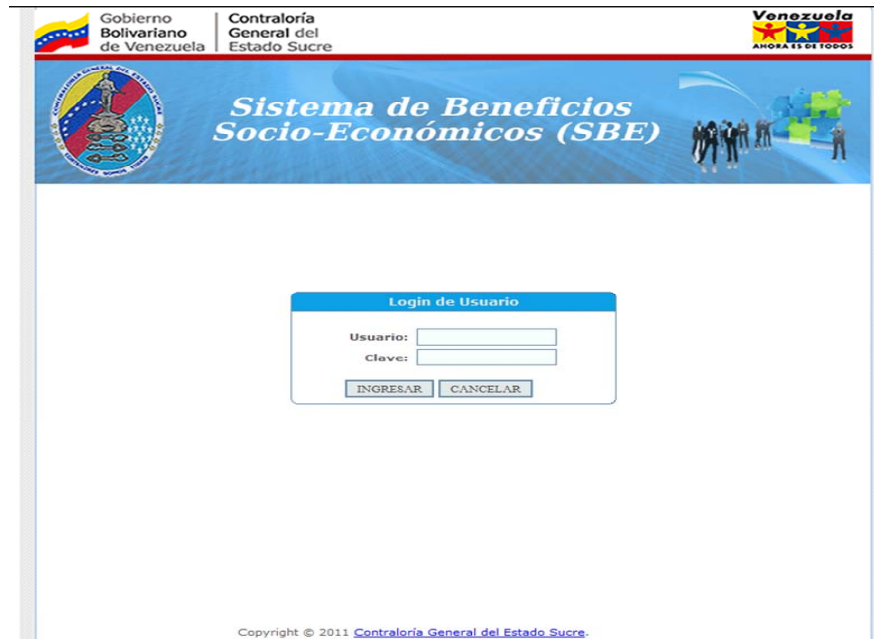 Gobierno
Bolivariano
de Venezuela
Contraloría
General del
Estado Sucre
Venezuela
AHORA ES DE TODOS
Sistema de Beneficios
Socio-Económicos (SBE)
Login de Usuario
Usuario:
Clave:
INGRESAR CANCELAR
Copyright © 2011 Contraloría General del Estado Sucre.